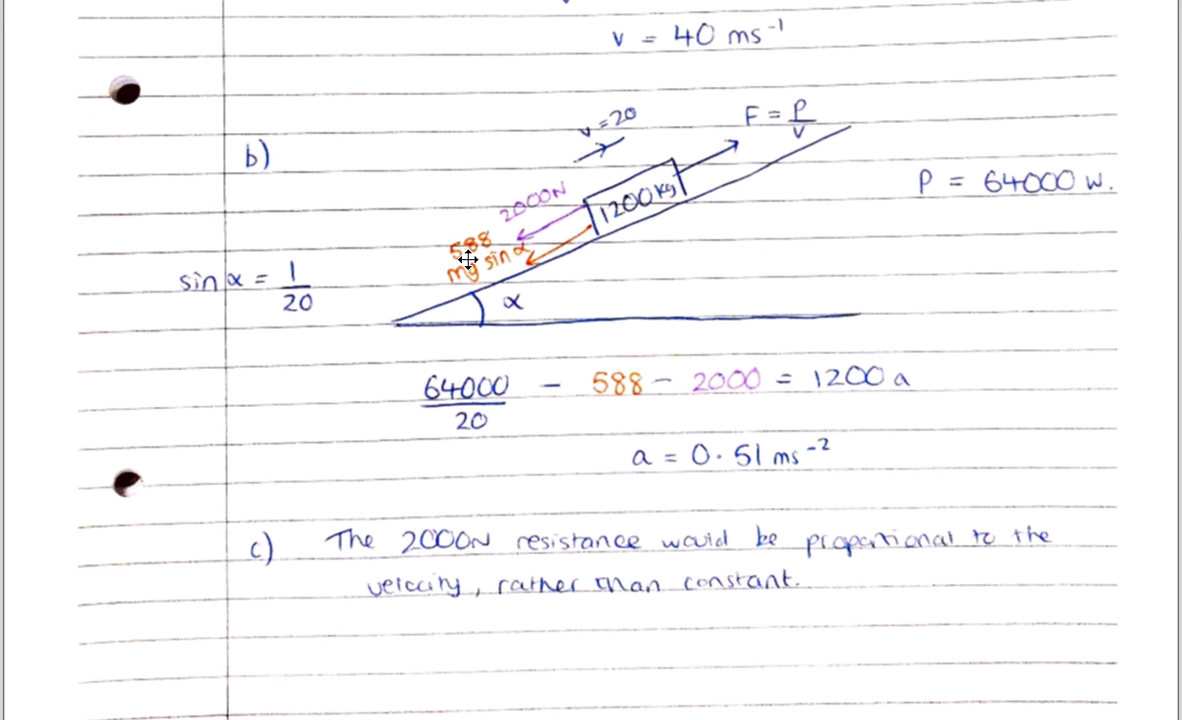 v = 40 ms⁻¹
b)
v = 20
F = P/v
P = 64000 w.
2000N
1200kg
588
mg sin α
sin α = 1/20
α
64000/20 − 588 − 2000 = 1200 a
a = 0.51 ms⁻²
c) The 2000N resistance would be proportional to the
velocity, rather than constant.